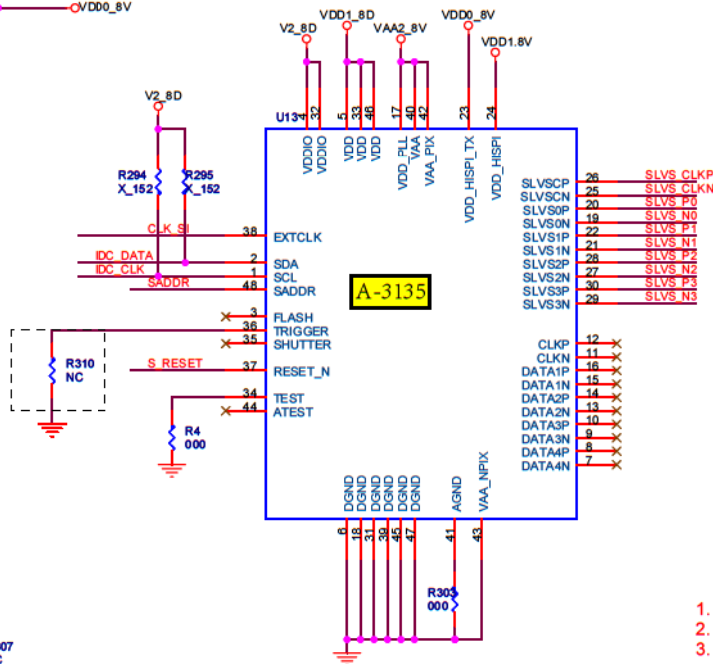 VDD0_8V
V2_8D
VDD1_8D
VAA2_8V
VDD0_8V
VDD1.8V
V2_8D
U13
4
32
5
33
46
17
40
42
23
24
VDDIO
VDDIO
VDD
VDD
VDD
VDD_PLL
VAA
VAA_PIX
VDD_HISPI_TX
VDD_HISPI
R294
X_152
R295
X_152
CLK_SI
38
EXTCLK
IDC_DATA
2
SDA
IDC_CLK
1
SCL
SADDR
48
SADDR
A-3135
3
FLASH
36
TRIGGER
35
SHUTTER
R310
NC
S_RESET
37
RESET_N
34
TEST
44
ATEST
R4
000
SLVSCP
26
SLVS_CLKP
SLVSCN
25
SLVS_CLKN
SLVS0P
20
SLVS_P0
SLVS0N
19
SLVS_N0
SLVS1P
22
SLVS_P1
SLVS1N
21
SLVS_N1
SLVS2P
28
SLVS_P2
SLVS2N
27
SLVS_N2
SLVS3P
30
SLVS_P3
SLVS3N
29
SLVS_N3
CLKP
12
CLKN
11
DATA1P
16
DATA1N
15
DATA2P
14
DATA2N
13
DATA3P
10
DATA3N
9
DATA4P
8
DATA4N
7
DGND
DGND
DGND
DGND
DGND
DGND
AGND
VAA_NPIX
6
18
31
39
45
47
41
43
R303
000
1.
2.
3.
07